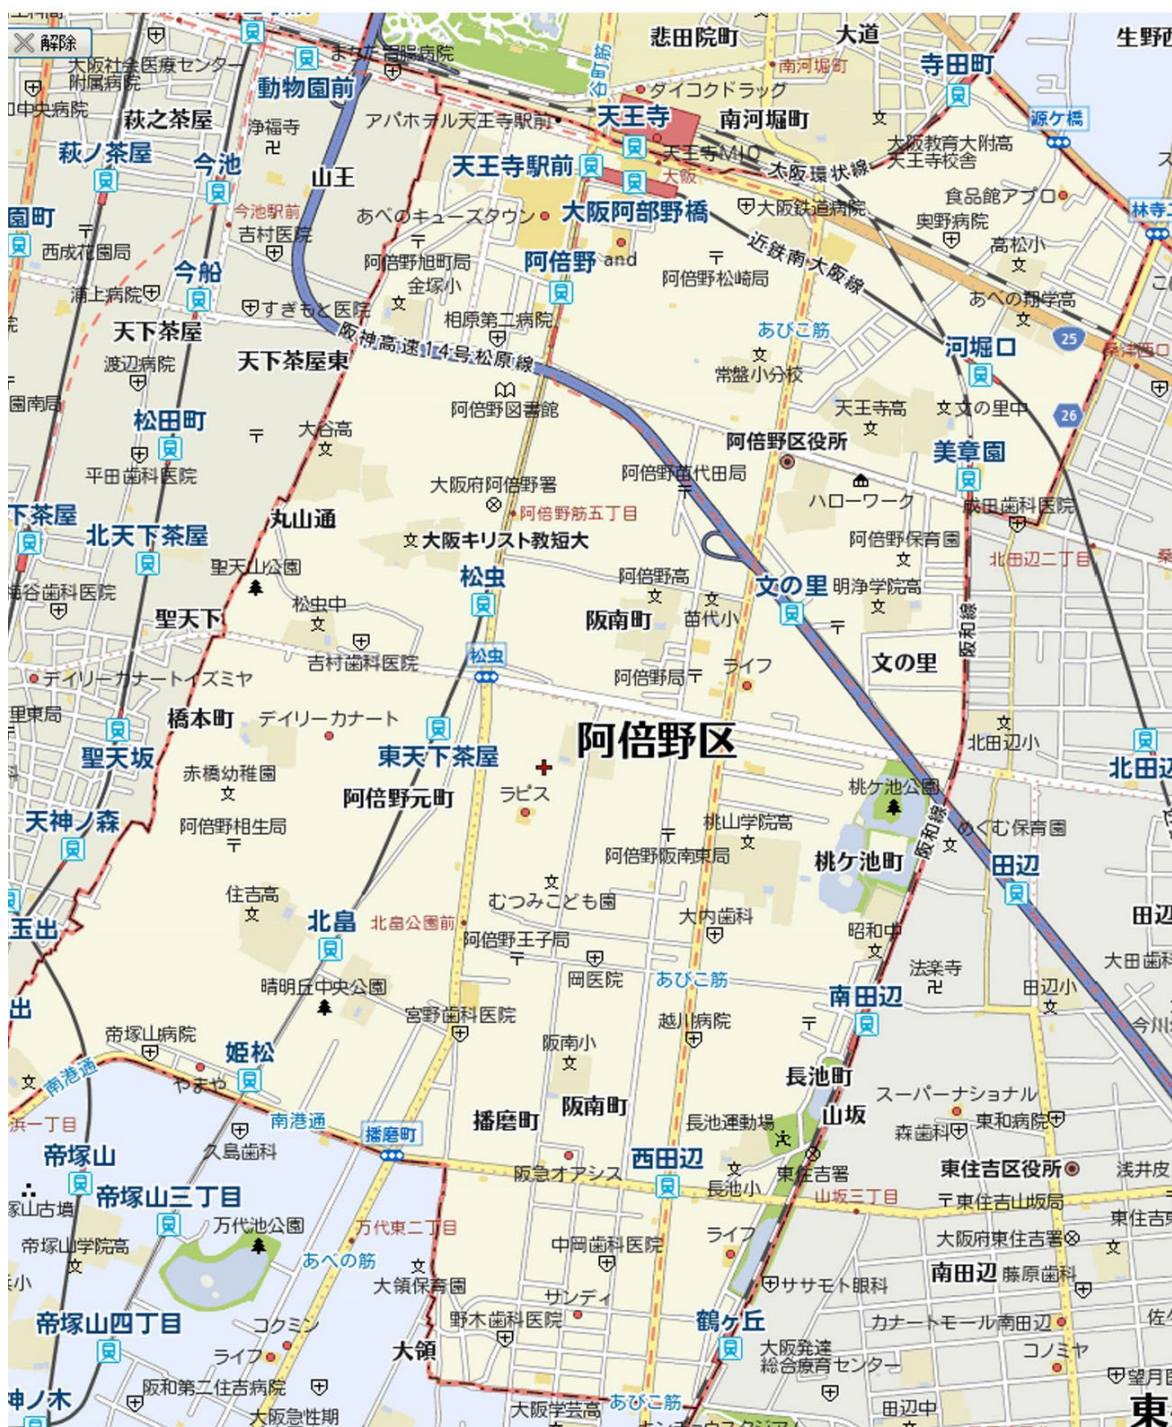 解除
大阪社会医療センター
附属病院
動物園前
萩之茶屋
浄福寺
萩ノ茶屋
今池
山王
今池駅前
吉村医院
西成花園局
園町
今船
浦上病院
すぎもと医院
天下茶屋
渡辺病院
天下茶屋東
松田町
大谷高
平田歯科医院
下茶屋
北天下茶屋
丸山通
聖天山公園
聖天下
松虫中
吉村歯科医院
デイリーカナートイズミヤ
里東局
橋本町
デイリーカナート
聖天坂
赤橋幼稚園
天神ノ森
阿倍野相生局
阿倍野元町
東天下茶屋
住吉高
北畠
北畠公園前
玉出
晴明丘中央公園
帝塚山病院
宮野歯科医院
姫松
やまや
南港通
南港通
浜一丁目
久島歯科
播磨町
帝塚山
帝塚山三丁目
万代池公園
万代東二丁目
帝塚山学院高
あべの筋
大領保育園
帝塚山四丁目
コクミン
ライフ
大領
阪和第二住吉病院
大阪急性期
神ノ木
悲田院町
大道
寺田町
生野西
谷町筋
南河堀町
ダイコクドラッグ
アパホテル天王寺駅前
天王寺
南河堀町
源ケ橋
大阪教育大附高
天王寺校舎
天王寺駅前
天王寺MIO
大阪
大阪環状線
食品館アプロ
あべのキューズタウン
大阪阿部野橋
大阪鉄道病院
奥野病院
林寺二
高松小
阿倍野旭町局
金塚小
阿倍野
and
阿倍野松崎局
近鉄南大阪線
あべの翔学高
相原第二病院
あびこ筋
阪神高速14号松原線
河堀口
25
桑津西口
常盤小分校
阿倍野図書館
天王寺高
文の里中
26
阿倍野区役所
美章園
阿倍野苗代田局
大阪府阿倍野署
ハローワーク
成田歯科医院
阿倍野筋五丁目
大阪キリスト教短大
阿倍野保育園
北田辺二丁目
松虫
阿倍野高
文の里
明浄学院高
阪南町
苗代小
阪和線
松虫
阿倍野局
ライフ
文の里
阿倍野区
北田辺小
北田辺
ラピス
桃ケ池公園
桃山学院高
めぐむ保育園
阿倍野阪南東局
桃ケ池町
阪和線
田辺
むつみこども園
大内歯科
昭和中
阿倍野王子局
岡医院
あびこ筋
法楽寺
田辺小
大田歯科
南田辺
越川病院
阪南小
長池町
スーパーナショナル
播磨町
阪南町
長池運動場
山坂
森歯科
東和病院
阪急オアシス
西田辺
東住吉署
東住吉区役所
浅井皮
長池小
山坂三丁目
東住吉山坂局
中岡歯科医院
ライフ
大阪府東住吉署
南田辺
藤原歯科
ササモト眼科
サンディ
野木歯科医院
鶴ケ丘
カナートモール南田辺
大阪発達
総合療育センター
コノミヤ
望月医
あびこ筋
大阪学芸高
田辺中
東